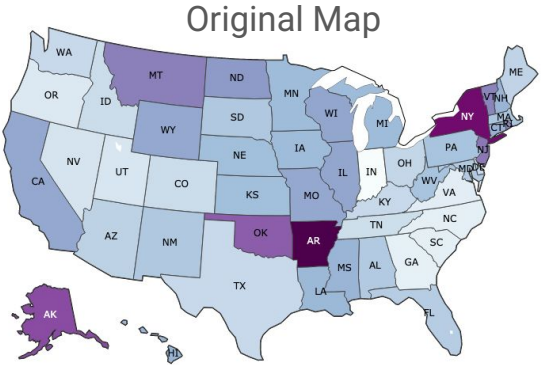 Original Map
WA
MT
ND
MN
ME
OR
ID
SD
WI
MI
VT
NH
NY
MA
CT
RI
WY
NE
IA
PA
NJ
NV
UT
CO
KS
MO
IL
IN
OH
WV
MD
DE
VA
KY
CA
AZ
NM
OK
AR
TN
NC
SC
MS
AL
GA
TX
LA
FL
AK
HI